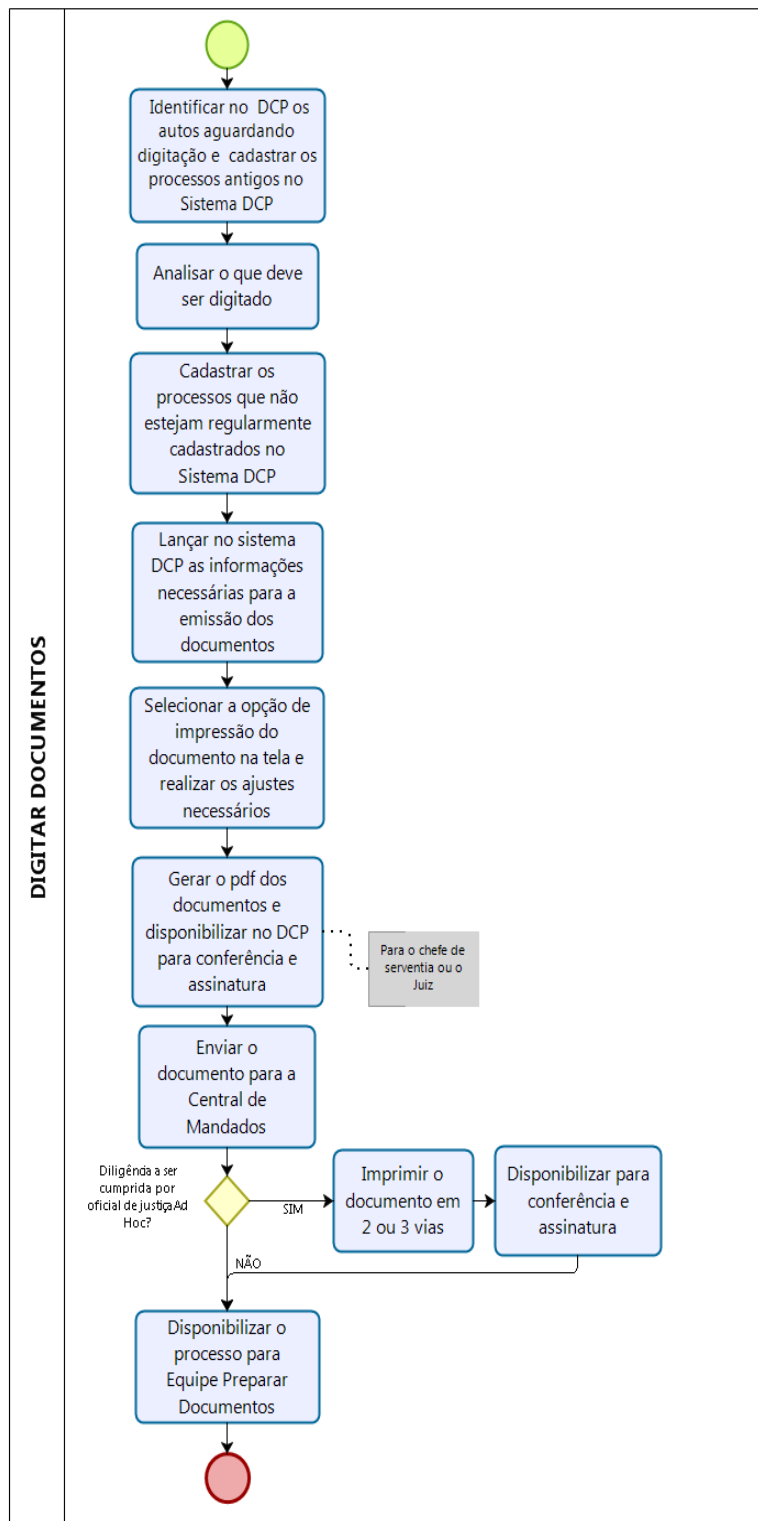 DIGITAR DOCUMENTOS
Identificar no DCP os
autos aguardando
digitação e cadastrar os
processos antigos no
Sistema DCP
Analisar o que deve
ser digitado
Cadastrar os
processos que não
estejam regularmente
cadastrados no
Sistema DCP
Lançar no sistema
DCP as informações
necessárias para a
emissão dos
documentos
Selecionar a opção de
impressão do
documento na tela e
realizar os ajustes
necessários
Gerar o pdf dos
documentos e
disponibilizar no DCP
para conferência e
assinatura
Para o chefe de
serventia ou o
Juiz
Enviar o
documento para a
Central de
Mandados
Diligênda a ser
cumprida por
oficial de justiçaAd
Hoc?
SIM
Imprimir o
documento em
2 ou 3 vias
Disponibilizar para
conferência e
assinatura
NÃO
Disponibilizar o
processo para
Equipe Preparar
Documentos